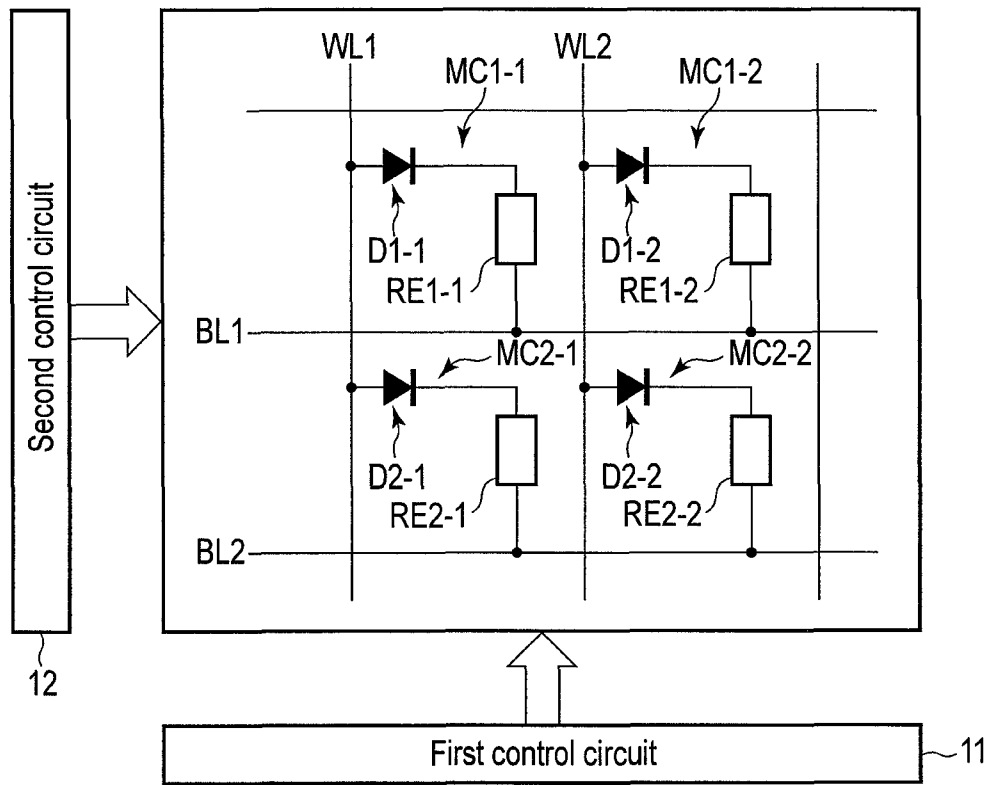 WL1
WL2
MC1-1
MC1-2
D1-1
D1-2
RE1-1
RE1-2
BL1
MC2-1
MC2-2
D2-1
D2-2
RE2-1
RE2-2
BL2
Second control circuit
12
First control circuit
11